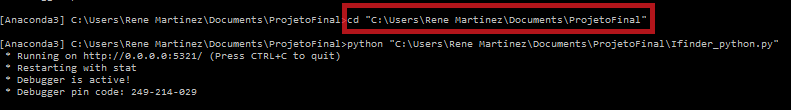 [Anaconda3] C:\Users\Rene Martinez\Documents\ProjetoFinal>cd "C:\Users\Rene Martinez\Documents\ProjetoFinal"
[Anaconda3] C:\Users\Rene Martinez\Documents\ProjetoFinal>python "C:\Users\Rene Martinez\Documents\ProjetoFinal\Ifinder_python.py"
* Running on http://0.0.0.0:5321/ (Press CTRL+C to quit)
* Restarting with stat
* Debugger is active!
* Debugger pin code: 249-214-029